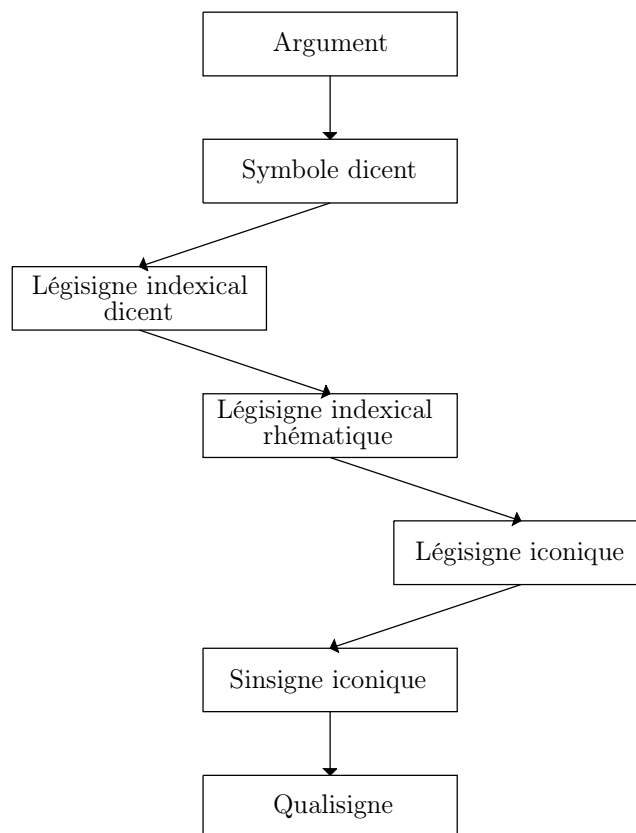 Argument
Symbole dicent
Légisigne indexical
dicent
Légisigne indexical
rhématique
Légisigne iconique
Sinsigne iconique
Qualisigne